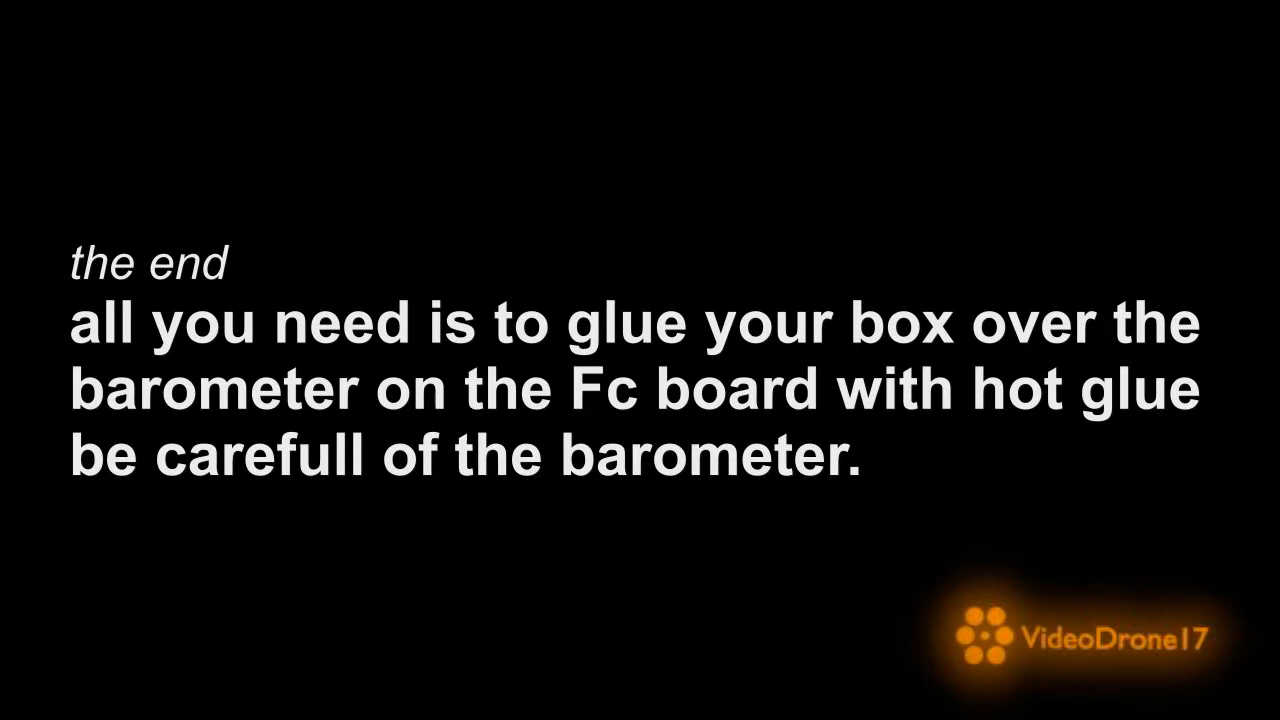 the end
all you need is to glue your box over the
barometer on the Fc board with hot glue
be carefull of the barometer.
VideoDrone17